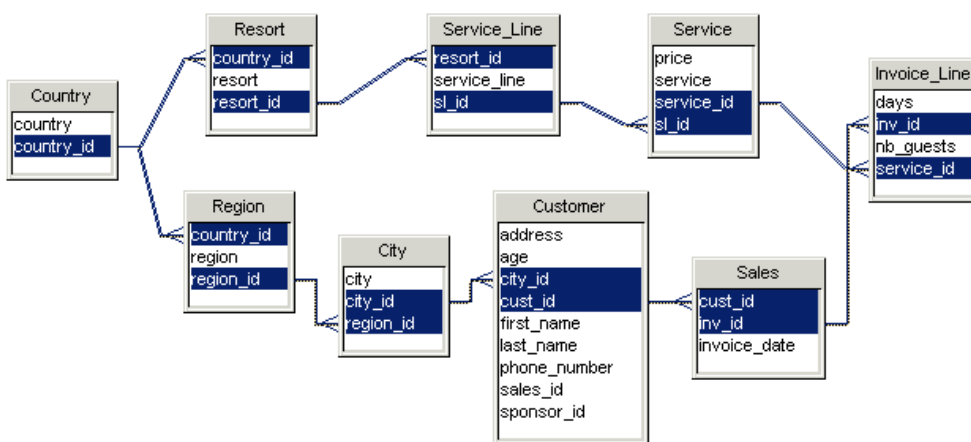 Country
country
country_id
Resort
country_id
resort
resort_id
Service_Line
resort_id
service_line
sl_id
Service
price
service
service_id
sl_id
Invoice_Line
days
inv_id
nb_guests
service_id
Region
country_id
region
region_id
City
city
city_id
region_id
Customer
address
age
city_id
cust_id
first_name
last_name
phone_number
sales_id
sponsor_id
Sales
cust_id
inv_id
invoice_date